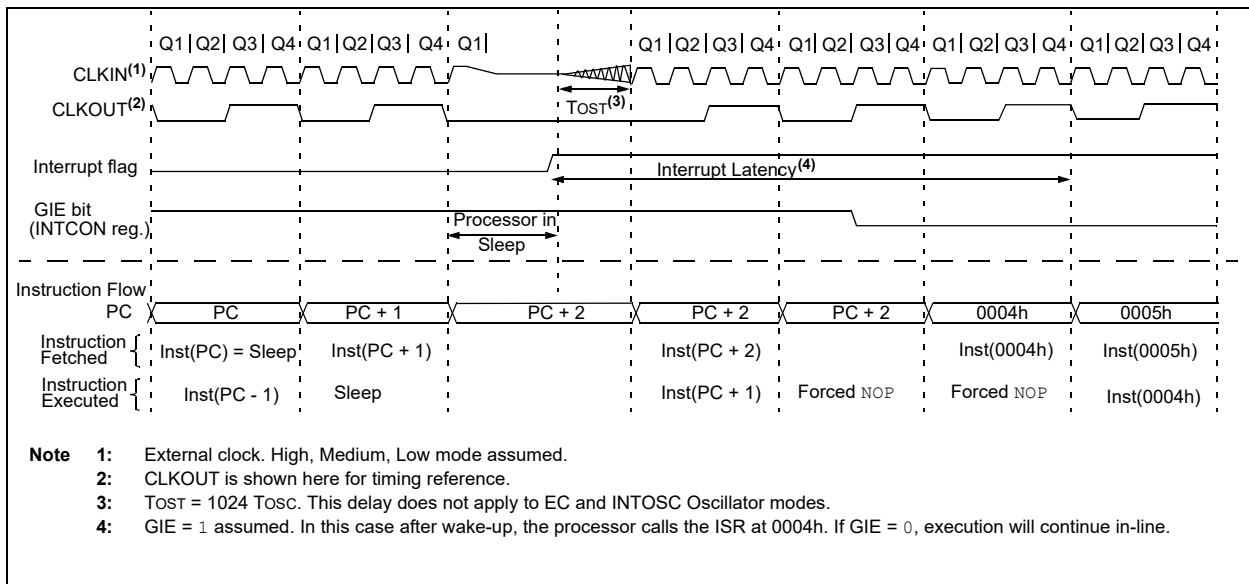 Q1 Q2 Q3 Q4 Q1 Q2 Q3 Q4 Q1 Q1 Q2 Q3 Q4 Q1 Q2 Q3 Q4 Q1 Q2 Q3 Q4 Q1 Q2 Q3 Q4
CLKIN(1)
CLKOUT(2)
TOST(3)
Interrupt flag
Interrupt Latency(4)
GIE bit
(INTCON reg.)
Processor in
Sleep
Instruction Flow
PC PC PC + 1 PC + 2 PC + 2 PC + 2 0004h 0005h
Instruction
Fetched
Inst(PC) = Sleep Inst(PC + 1) Inst(PC + 2) Inst(0004h) Inst(0005h)
Instruction
Executed
Inst(PC - 1) Sleep Inst(PC + 1) Forced NOP Forced NOP Inst(0004h)
Note 1: External clock. High, Medium, Low mode assumed.
2: CLKOUT is shown here for timing reference.
3: TOST = 1024 TOSC. This delay does not apply to EC and INTOSC Oscillator modes.
4: GIE = 1 assumed. In this case after wake-up, the processor calls the ISR at 0004h. If GIE = 0, execution will continue in-line.